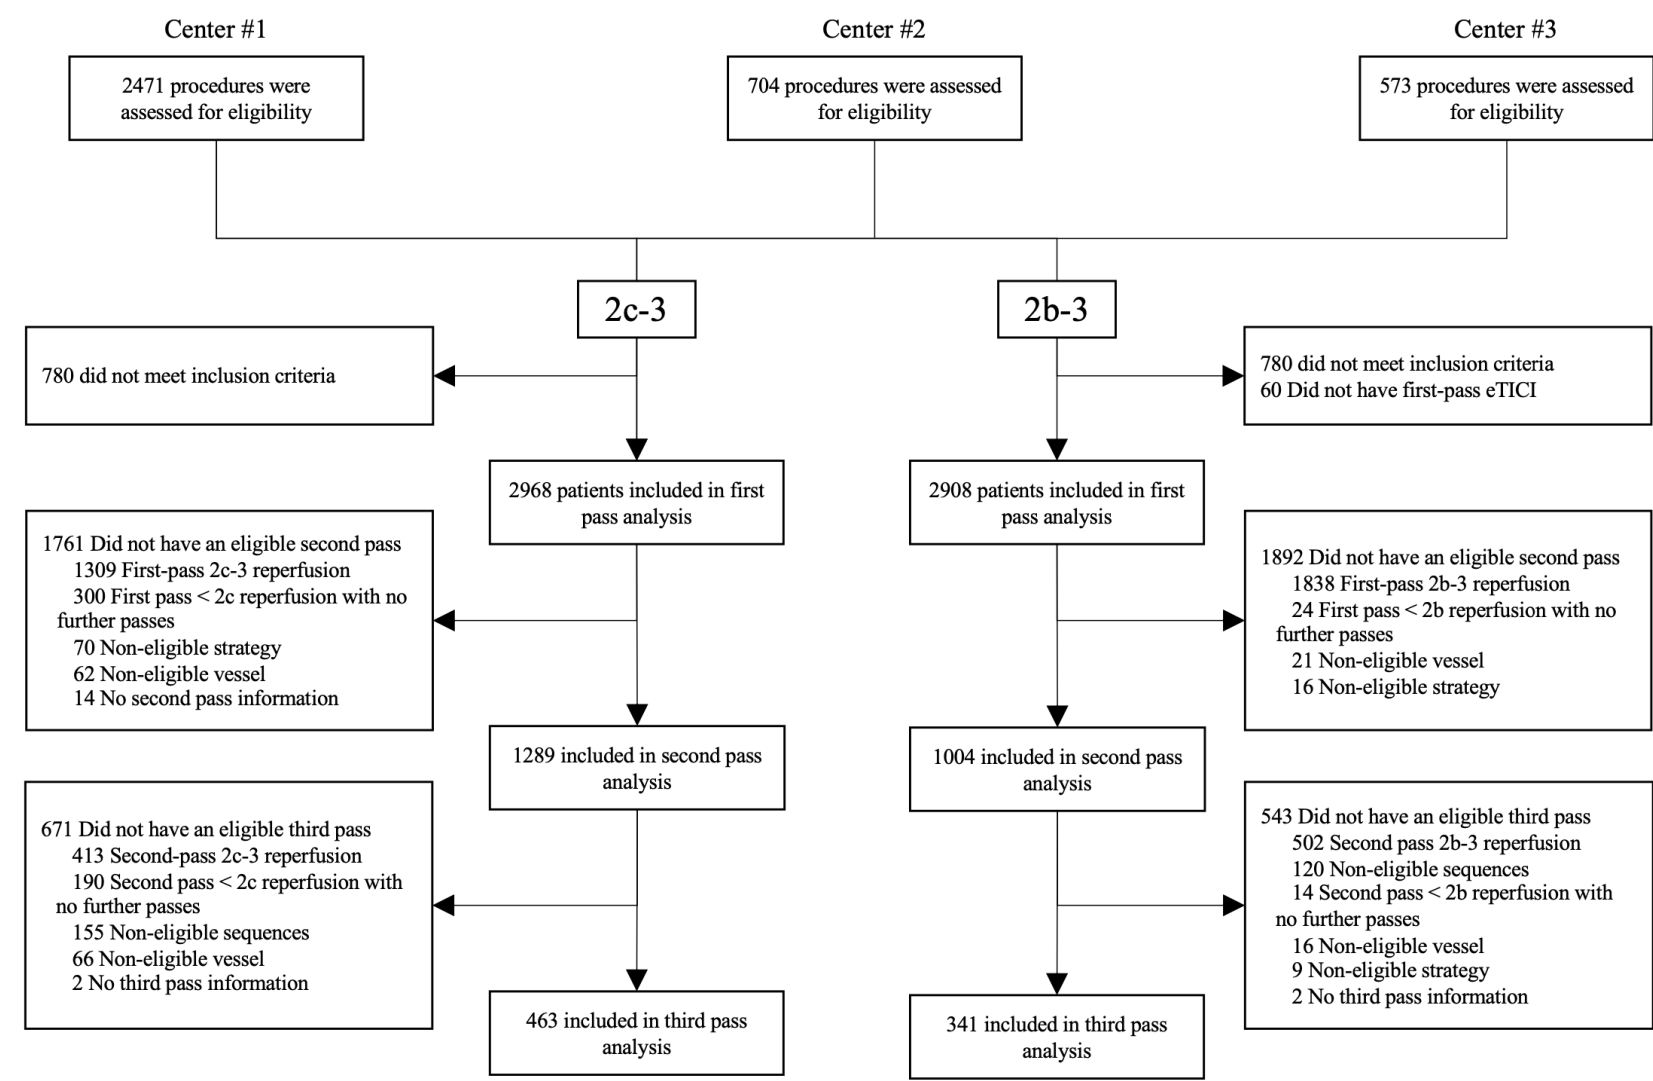 Center #1
Center #2
Center #3
2471 procedures were
assessed for eligibility
704 procedures were assessed
for eligibility
573 procedures were assessed
for eligibility
2c-3
2b-3
780 did not meet inclusion criteria
780 did not meet inclusion criteria
60 Did not have first-pass eTICI
2968 patients included in first
pass analysis
2908 patients included in first
pass analysis
1761 Did not have an eligible second pass
1309 First-pass 2c-3 reperfusion
300 First pass < 2c reperfusion with no
further passes
70 Non-eligible strategy
62 Non-eligible vessel
14 No second pass information
1892 Did not have an eligible second pass
1838 First-pass 2b-3 reperfusion
24 First pass < 2b reperfusion with no
further passes
21 Non-eligible vessel
16 Non-eligible strategy
1289 included in second pass
analysis
1004 included in second pass
analysis
671 Did not have an eligible third pass
413 Second-pass 2c-3 reperfusion
190 Second pass < 2c reperfusion with
no further passes
155 Non-eligible sequences
66 Non-eligible vessel
2 No third pass information
543 Did not have an eligible third pass
502 Second pass 2b-3 reperfusion
120 Non-eligible sequences
14 Second pass < 2b reperfusion with
no further passes
16 Non-eligible vessel
9 Non-eligible strategy
2 No third pass information
463 included in third pass
analysis
341 included in third pass
analysis